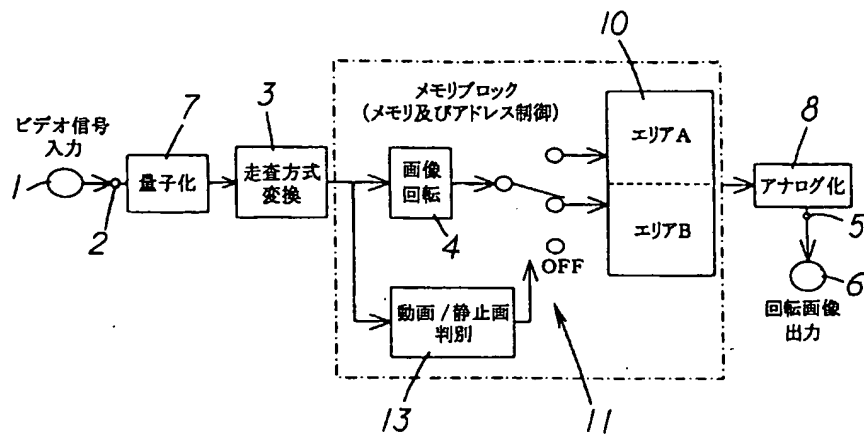 10
メモリブロック
(メモリ及びアドレス制御)
ビデオ信号
入力
7
3
8
エリアA
1
量子化
走査方式
変換
画像
回転
アナログ化
2
4
5
エリアB
OFF
6
動画/静止画
判別
回転画像
出力
13
11